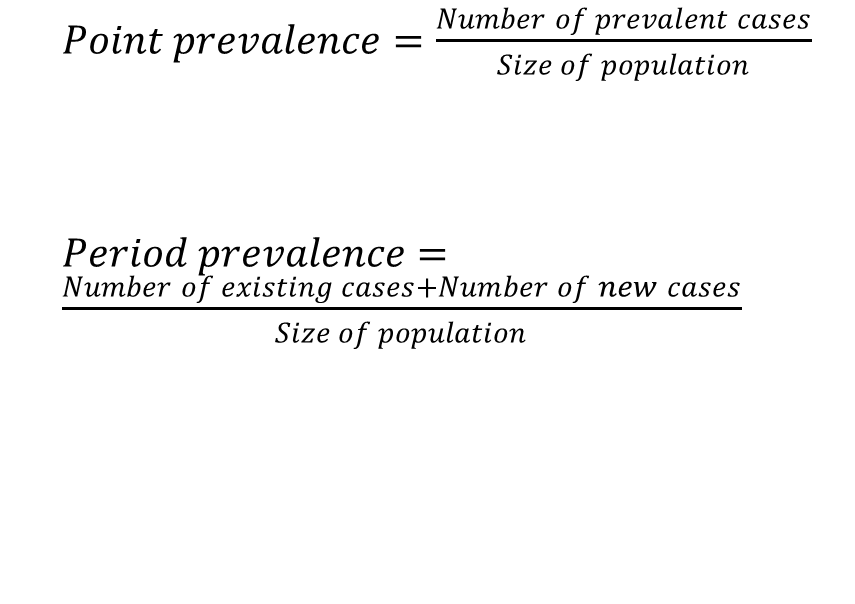 Point prevalence = Number of prevalent cases
Size of population
Period prevalence =
Number of existing cases+Number of new cases
Size of population